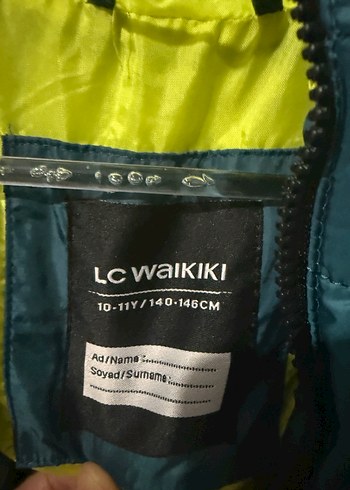 LC WAIKIKI
10-11Y/140-146CM
Ad/Name:
Soyad/Surname: